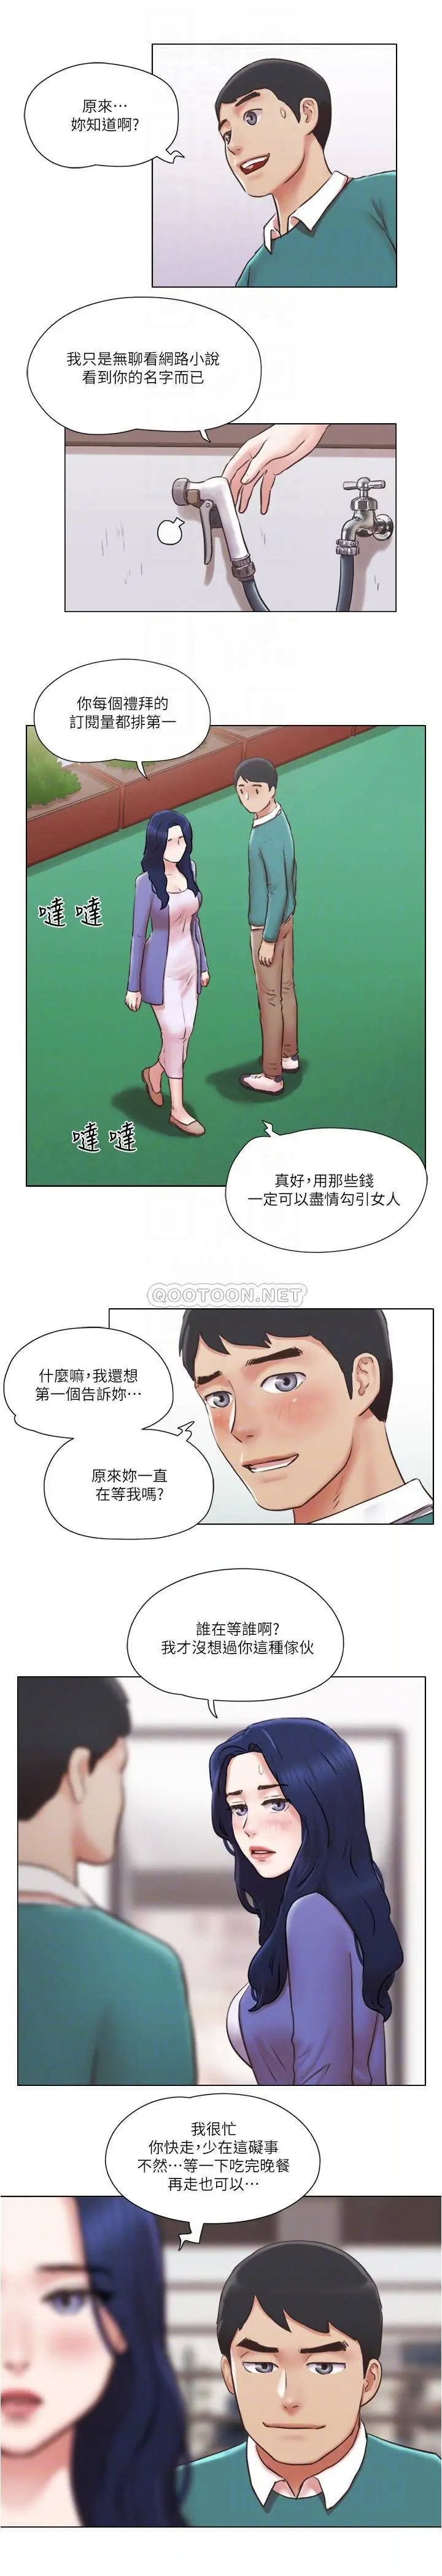 原來…
妳知道啊?
我只是無聊看網路小說
看到你的名字而已
你每個禮拜的
訂閱量都排第一
噠 噠
噠 噠
真好,用那些錢
一定可以盡情勾引女人
QOOTOON.NET
什麼嘛,我還想
第一個告訴妳…
原來妳一直
在等我嗎?
誰在等誰啊?
我才沒想過你這種傢伙
我很忙
你快走,少在這礙事
不然…等一下吃完晚餐
再走也可以…